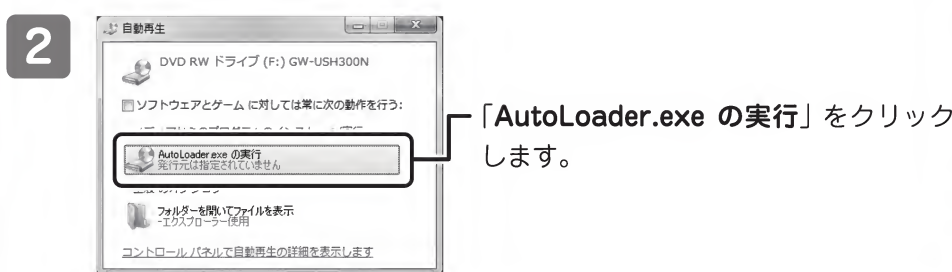 2
自動再生
DVD RW ドライブ (F:) GW-USH300N
ソフトウェアとゲーム に対しては常に次の動作を行う:
AutoLoader.exe の実行
発行元は指定されていません
フォルダーを開いてファイルを表示
-エクスプローラー使用
コントロール パネルで自動再生の詳細を表示します
「AutoLoader.exe の実行」をクリック
します。